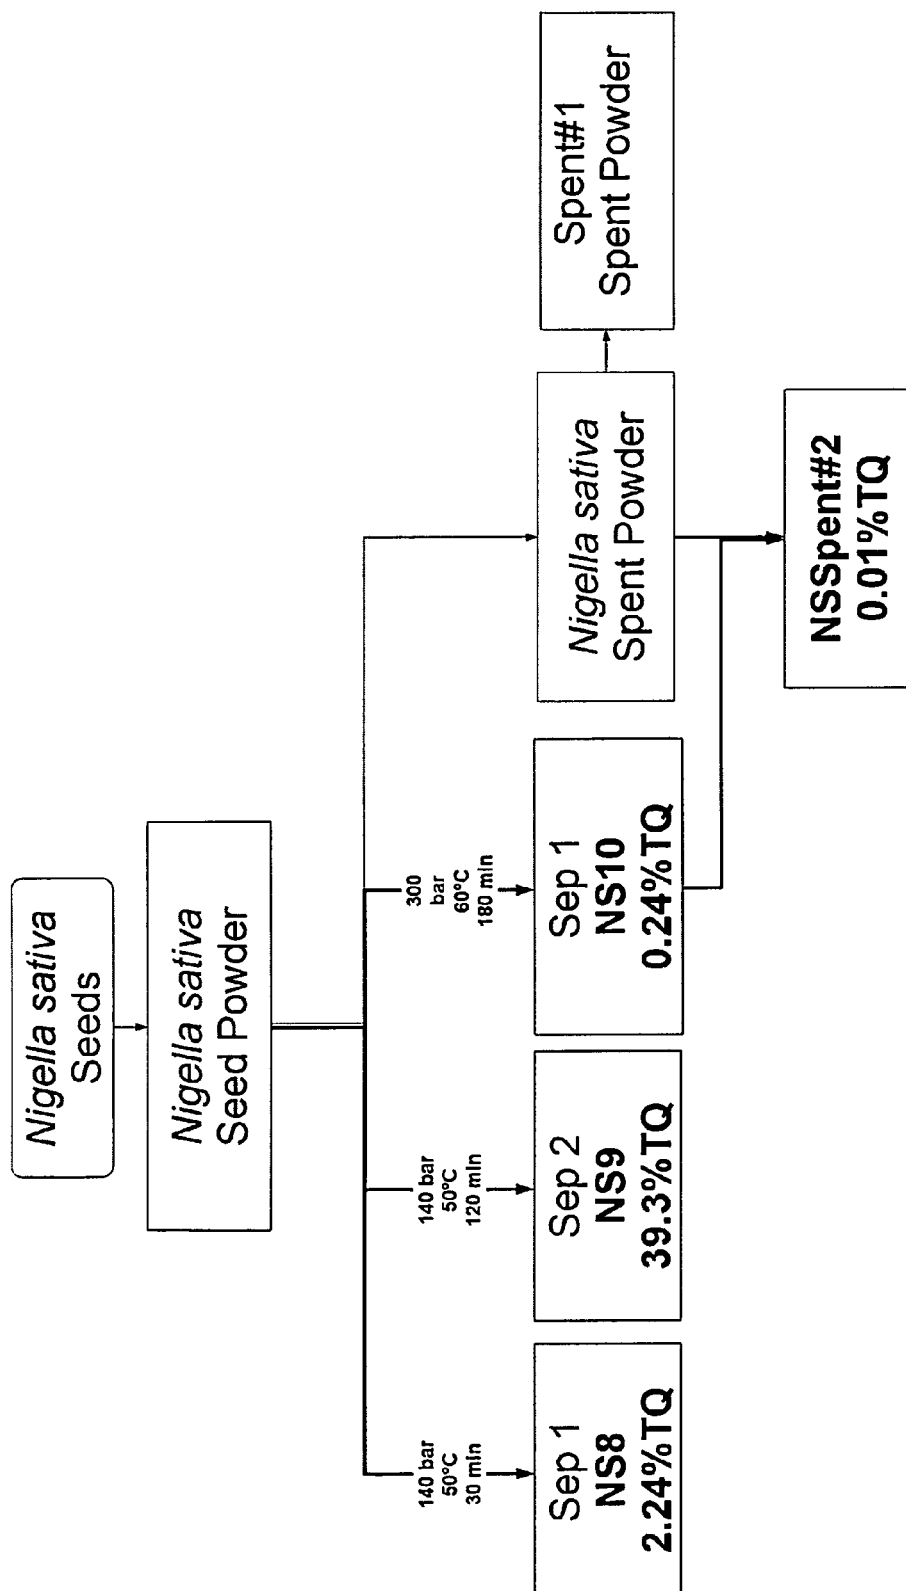 Nigella sativa
Seeds
Nigella sativa
Seed Powder
140 bar
50°C
30 min
140 bar
50°C
120 min
300
bar
60°C
180 min
Sep 1
NS8
2.24%TQ
Sep 2
NS9
39.3%TQ
Sep 1
NS10
0.24%TQ
Nigella sativa
Spent Powder
Spent#1
Spent Powder
NSSpent#2
0.01%TQ